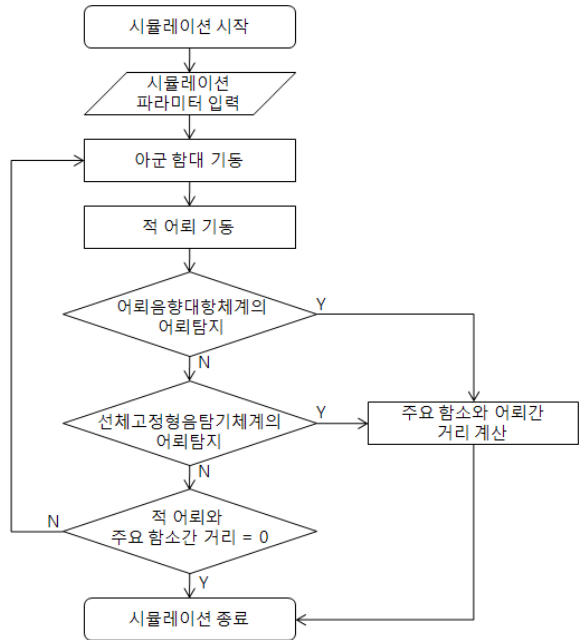 시뮬레이션 시작
시뮬레이션
파라미터 입력
아군 함대 기동
적 어뢰 기동
어뢰음향대항체계의
어뢰탐지
Y
N
선체고정형음탐기체계의
어뢰탐지
Y
주요 함소와 어뢰간
거리 계산
N
적 어뢰와
주요 함소간 거리 = 0
N
Y
시뮬레이션 종료